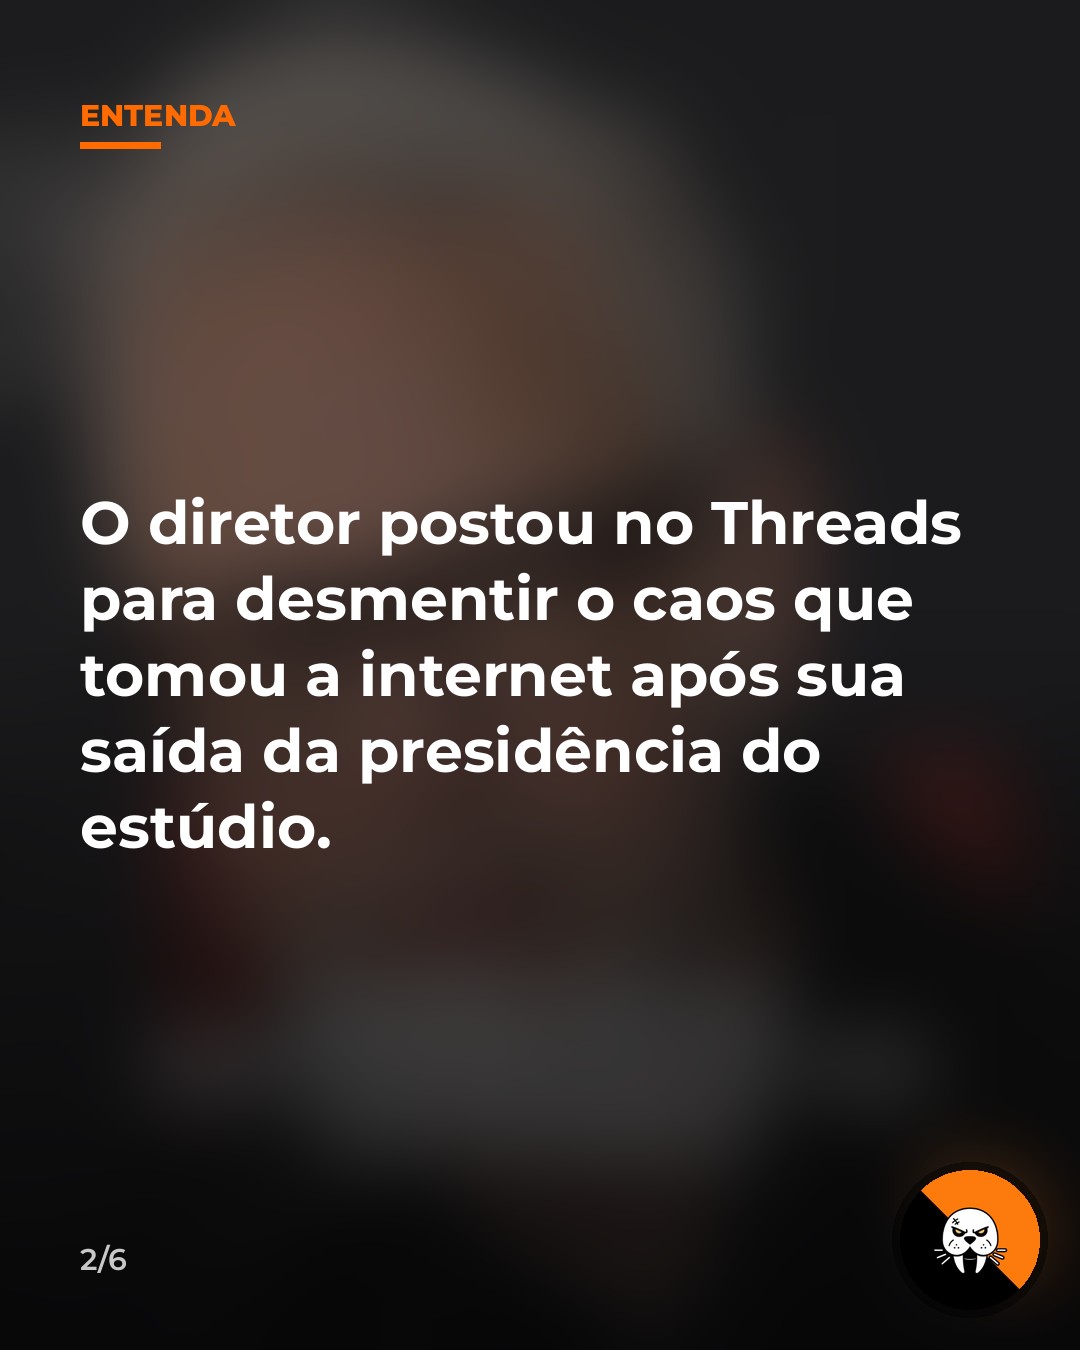 ENTENDA
O diretor postou no Threads
para desmentir o caos que
tomou a internet após sua
saída da presidência do
estúdio.
2/6